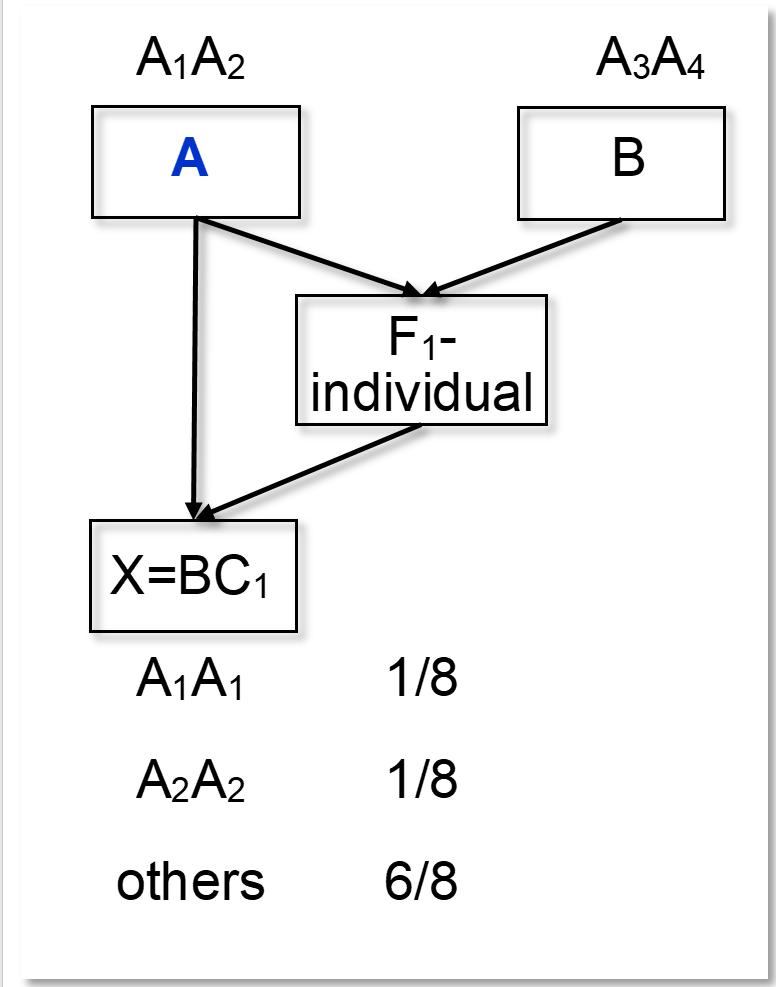 A₁A₂ A₃A₄
A B
F₁-
individual
X=BC₁
A₁A₁ 1/8
A₂A₂ 1/8
others 6/8